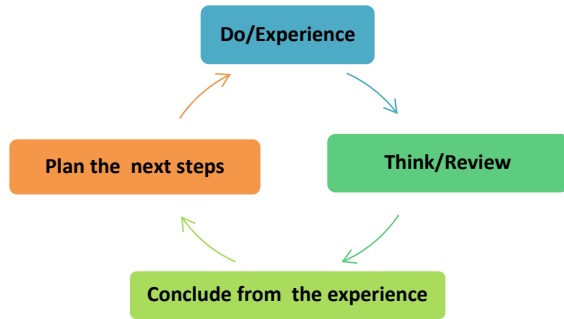 Do/Experience
Plan the next steps
Think/Review
Conclude from the experience